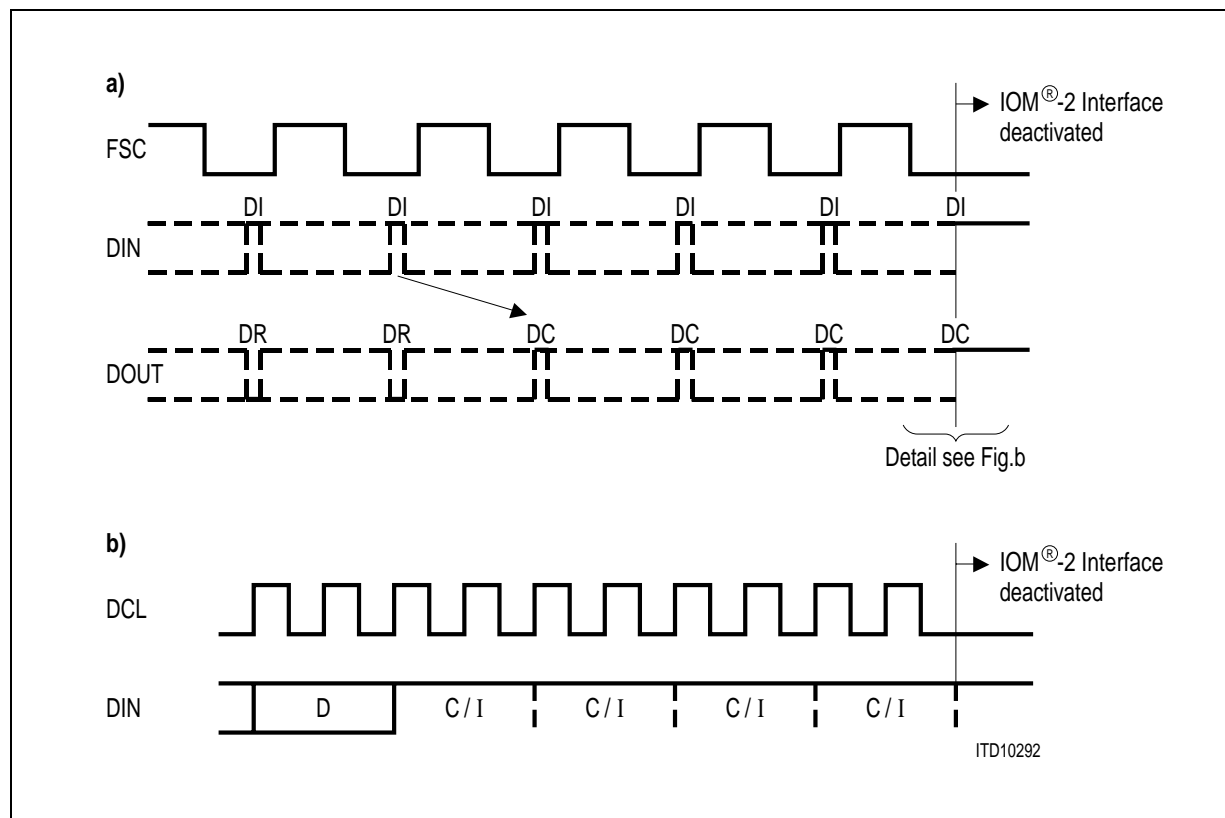 a)
IOM®-2 Interface
deactivated
FSC
DI DI DI DI DI DI
DIN
DR DR DC DC DC DC
DOUT
Detail see Fig.b
b)
IOM®-2 Interface
deactivated
DCL
DIN D C / I C / I C / I C / I
ITD10292